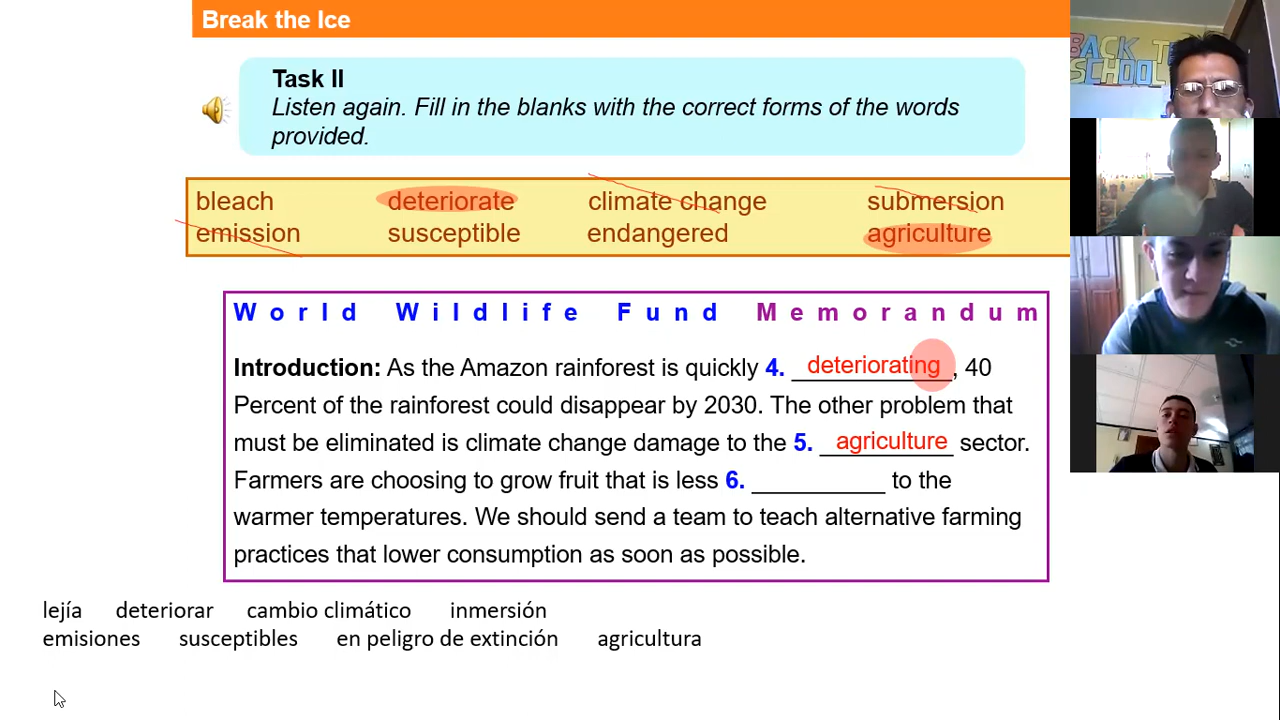 Break the Ice
Task II
Listen again. Fill in the blanks with the correct forms of the words
provided.
bleach deteriorate climate change submersion
emission susceptible endangered agriculture
World Wildlife Fund Memorandum
Introduction: As the Amazon rainforest is quickly 4. deteriorating, 40
Percent of the rainforest could disappear by 2030. The other problem that
must be eliminated is climate change damage to the 5. agriculture sector.
Farmers are choosing to grow fruit that is less 6. __________ to the
warmer temperatures. We should send a team to teach alternative farming
practices that lower consumption as soon as possible.
lejía deteriorar cambio climático inmersión
emisiones susceptibles en peligro de extinción agricultura
BACK T
SCHOOL